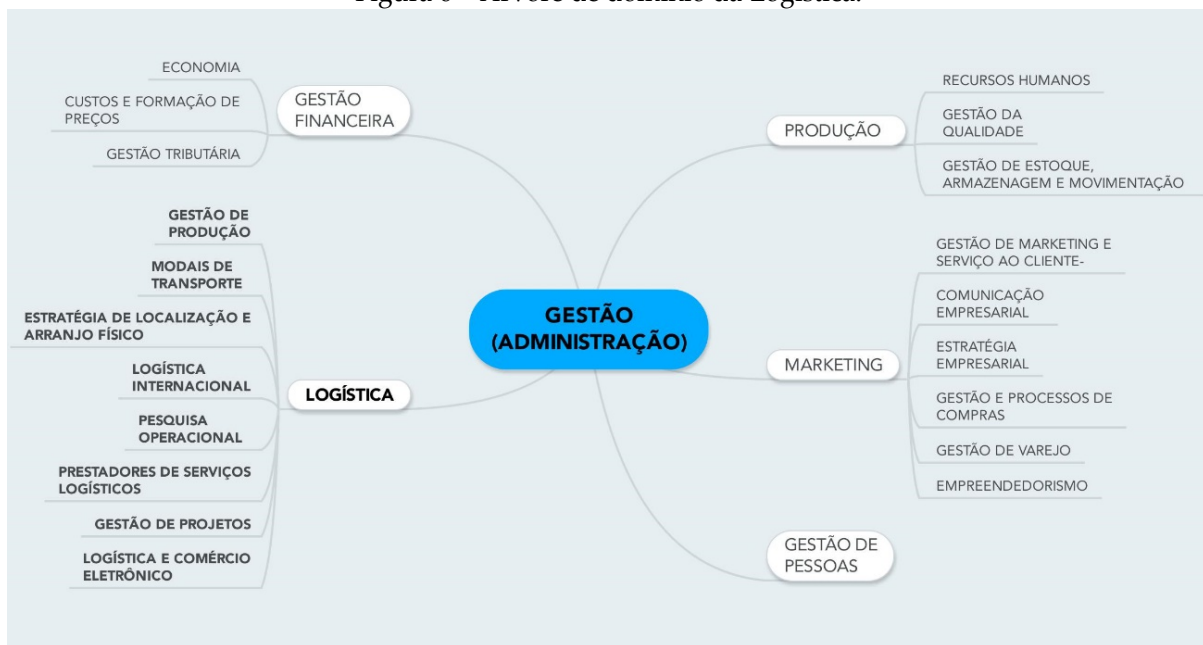 ECONOMIA
CUSTOS E FORMAÇÃO DE
PREÇOS
GESTÃO TRIBUTÁRIA
GESTÃO
FINANCEIRA
GESTÃO DE
PRODUÇÃO
MODAIS DE
TRANSPORTE
ESTRATÉGIA DE LOCALIZAÇÃO E
ARRANJO FÍSICO
LOGÍSTICA
INTERNACIONAL
PESQUISA
OPERACIONAL
PRESTADORES DE SERVIÇOS
LOGÍSTICOS
GESTÃO DE PROJETOS
LOGÍSTICA E COMÉRCIO
ELETRÔNICO
LOGÍSTICA
GESTÃO
(ADMINISTRAÇÃO)
PRODUÇÃO
RECURSOS HUMANOS
GESTÃO DA
QUALIDADE
GESTÃO DE ESTOQUE,
ARMAZENAGEM E MOVIMENTAÇÃO
MARKETING
GESTÃO DE MARKETING E
SERVIÇO AO CLIENTE-
COMUNICAÇÃO
EMPRESARIAL
ESTRATÉGIA
EMPRESARIAL
GESTÃO E PROCESSOS DE
COMPRAS
GESTÃO DE VAREJO
EMPREENDEDORISMO
GESTÃO DE
PESSOAS